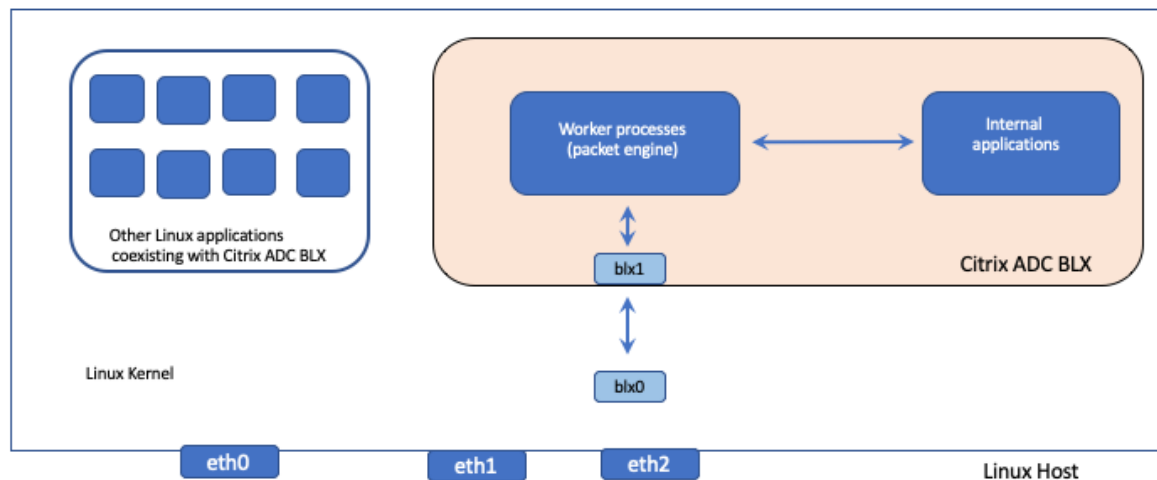 Worker processes
(packet engine)
Internal
applications
Other Linux applications
coexisting with Citrix ADC BLX
blx1
Citrix ADC BLX
Linux Kernel
blx0
eth0
eth1
eth2
Linux Host